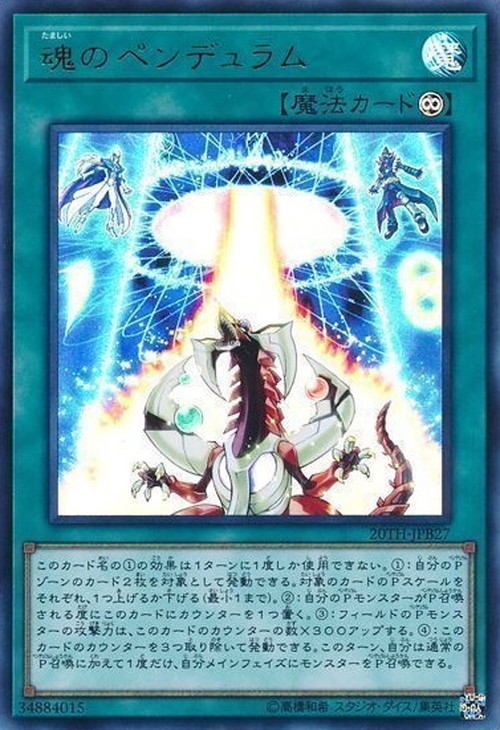 たましい
魂のペンデュラム
魔
【魔法カード】
20TH-JPB27
このカード名の①の効果は1ターンに1度しか使用できない。①：自分のP
ゾーンのカード2枚を対象として発動できる。対象のカードのPスケールを
それぞれ、1つ上げるか下げる（最小1まで）。②：自分のPモンスターがP召喚
される度にこのカードにカウンターを1つ置く。③：フィールドのPモン
スターの攻撃力は、このカードのカウンターの数×300アップする。④：この
カードのカウンターを3つ取り除いて発動できる。このターン、自分は通常の
P召喚に加えて1度だけ、自分メインフェイズにモンスターをP召喚できる。
34884015
©高橋和希 スタジオ・ダイス/集英社